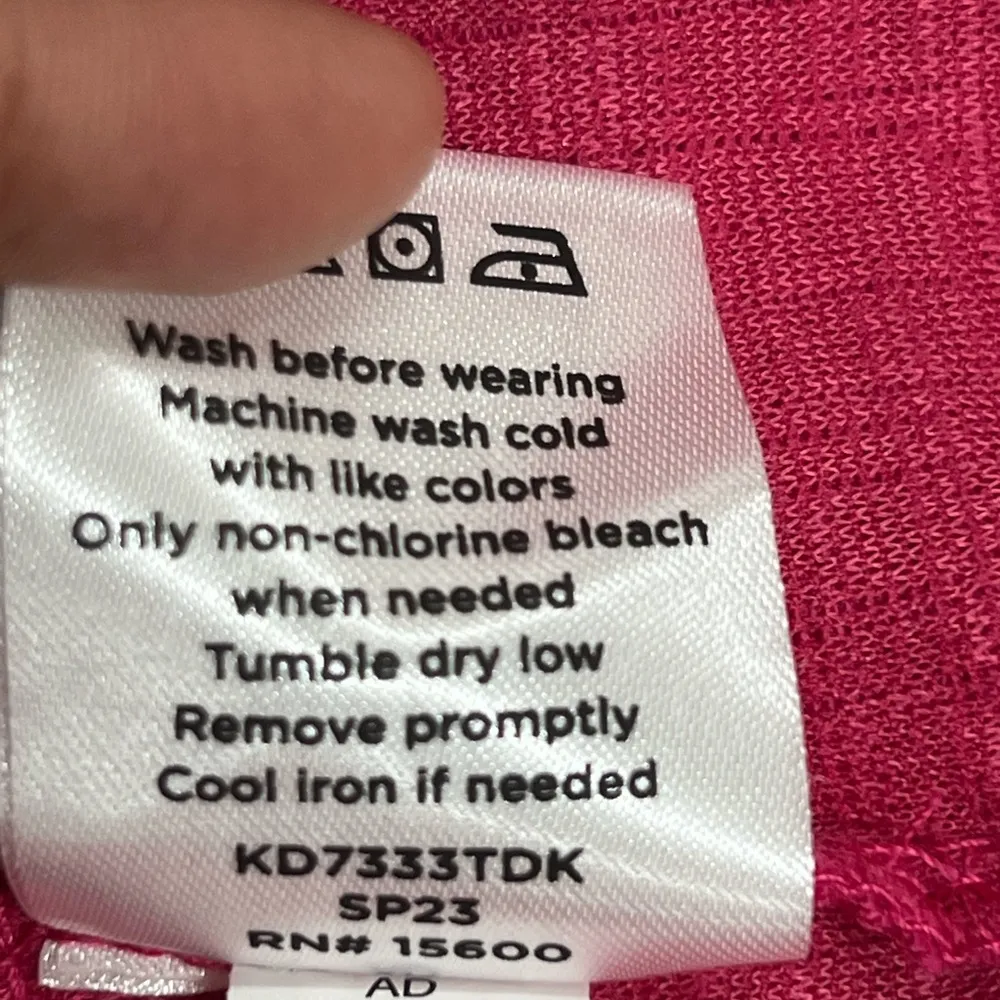 Wash before wearing
Machine wash cold
with like colors
Only non-chlorine bleach
when needed
Tumble dry low
Remove promptly
Cool iron if needed
KD7333TDK
SP23
RN# 15600
AD